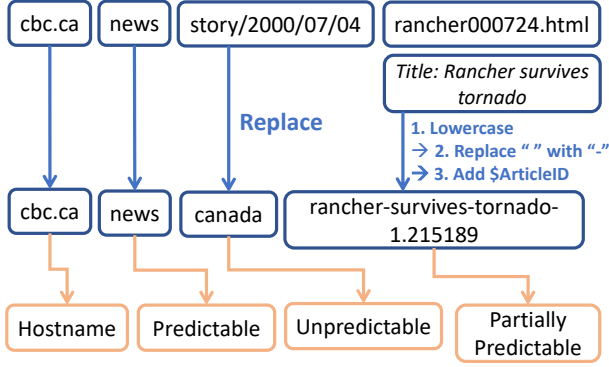 cbc.ca news story/2000/07/04 rancher000724.html
Title: Rancher survives
tornado
Replace
1. Lowercase
→ 2. Replace “ ” with “-”
→ 3. Add $ArticleID
cbc.ca news canada rancher-survives-tornado-
1.215189
Hostname Predictable Unpredictable Partially
Predictable